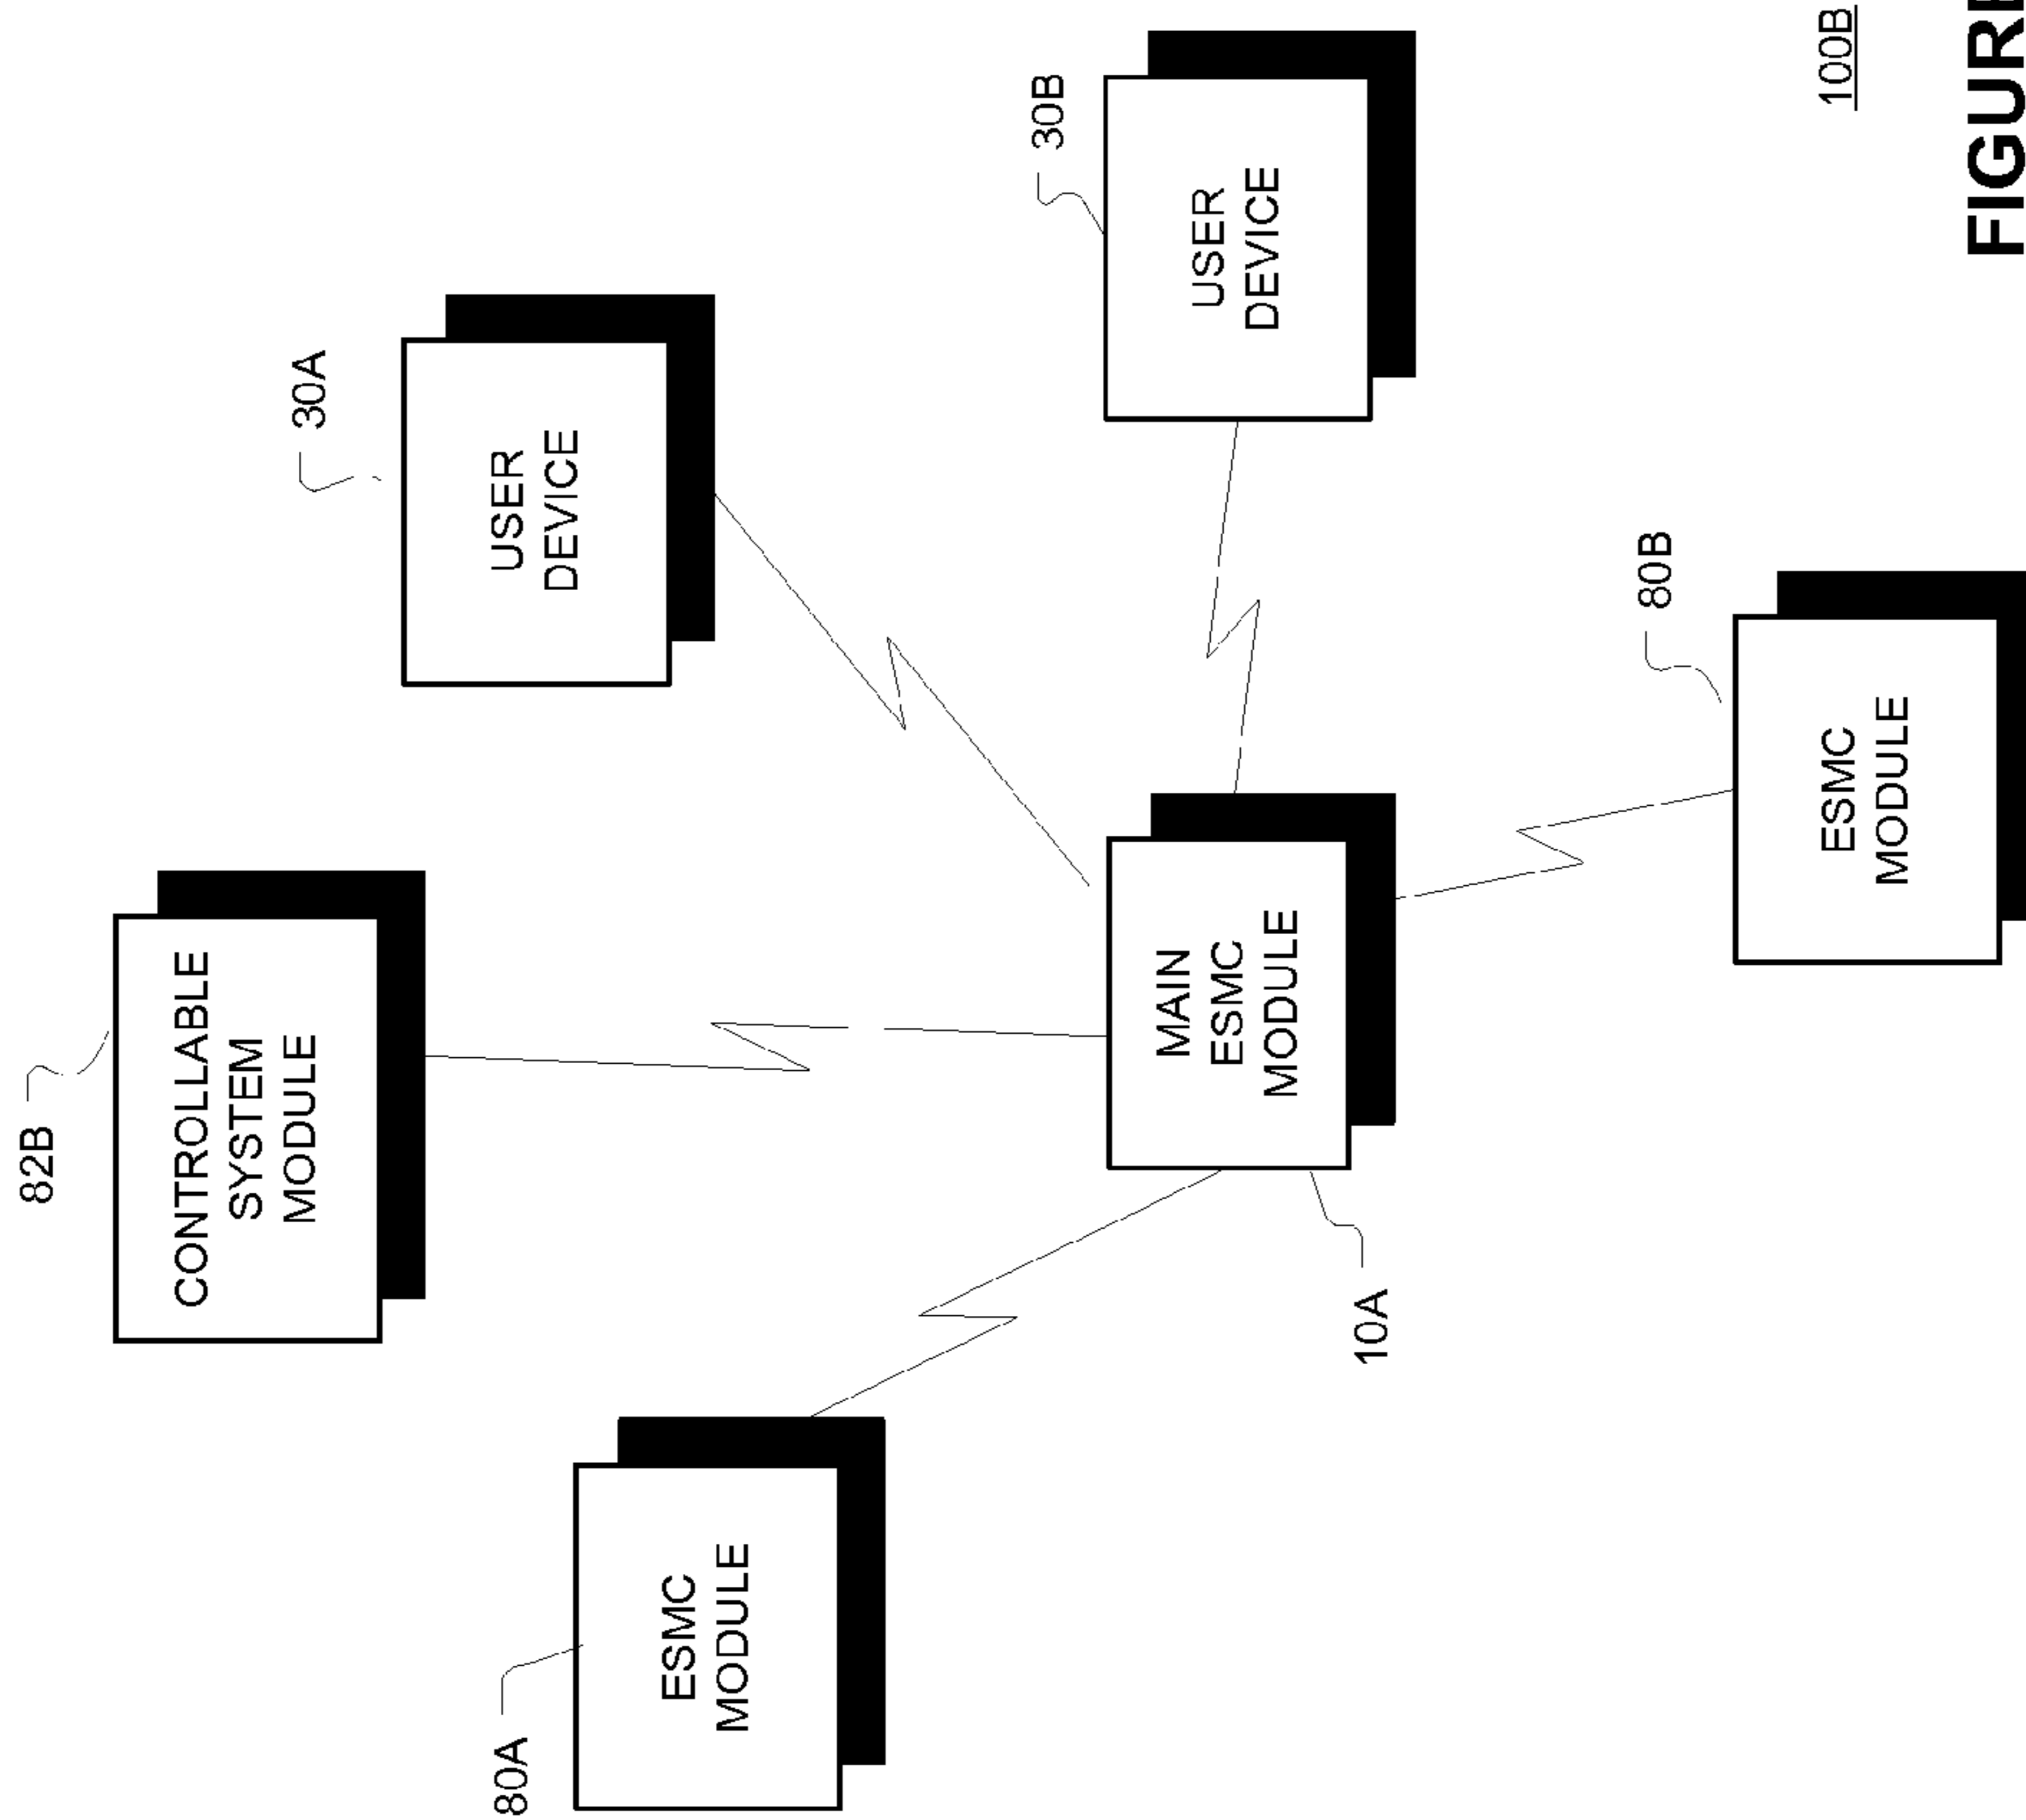 82B
CONTROLLABLE
SYSTEM
MODULE
30A
USER
DEVICE
80A
ESMC
MODULE
30B
USER
DEVICE
MAIN
ESMC
MODULE
10A
80B
ESMC
MODULE
100B
FIGURE